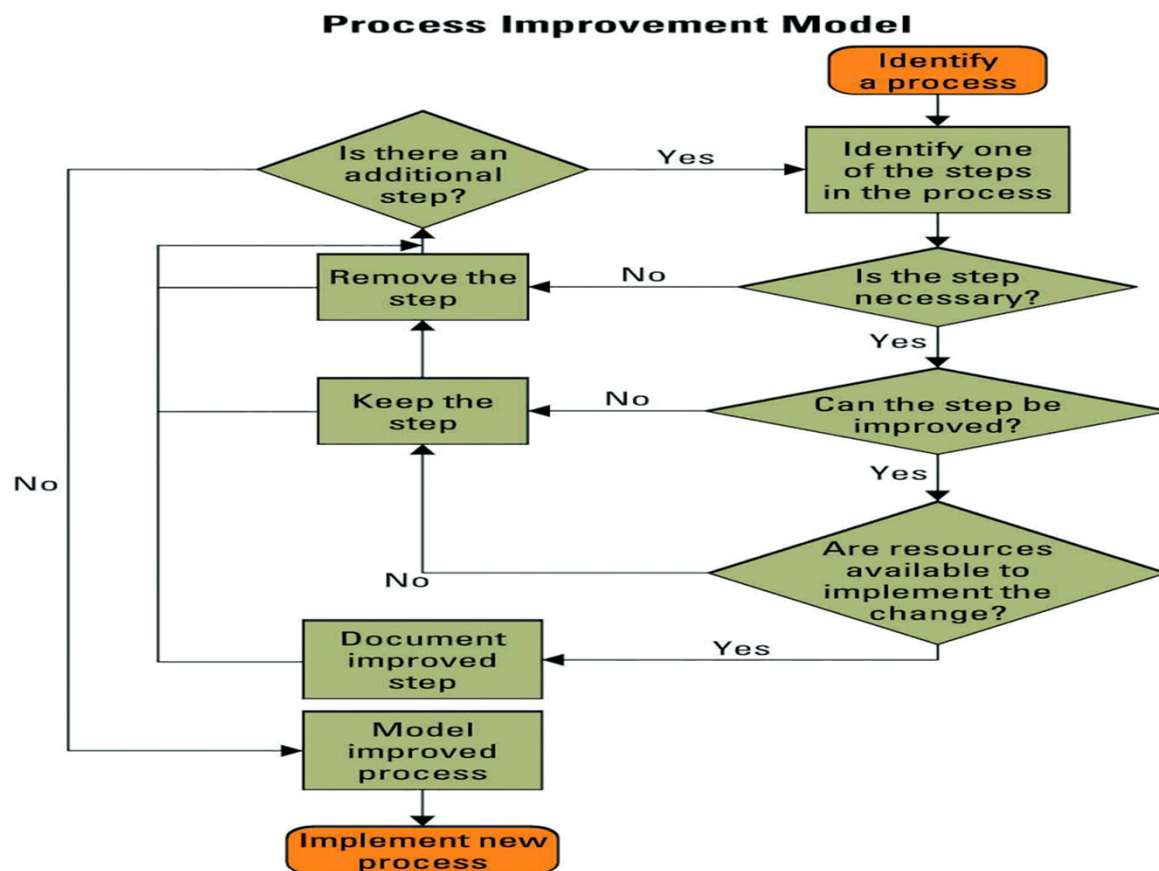 Process Improvement Model
Identify
a process
Is there an
additional
step?
Yes
Identify one
of the steps
in the process
Remove the
step
No
Is the step
necessary?
Yes
Keep the
step
No
Can the step be
improved?
No
Yes
Are resources
available to
implement the
change?
No
Document
improved
step
Yes
Model
improved
process
Implement new
process